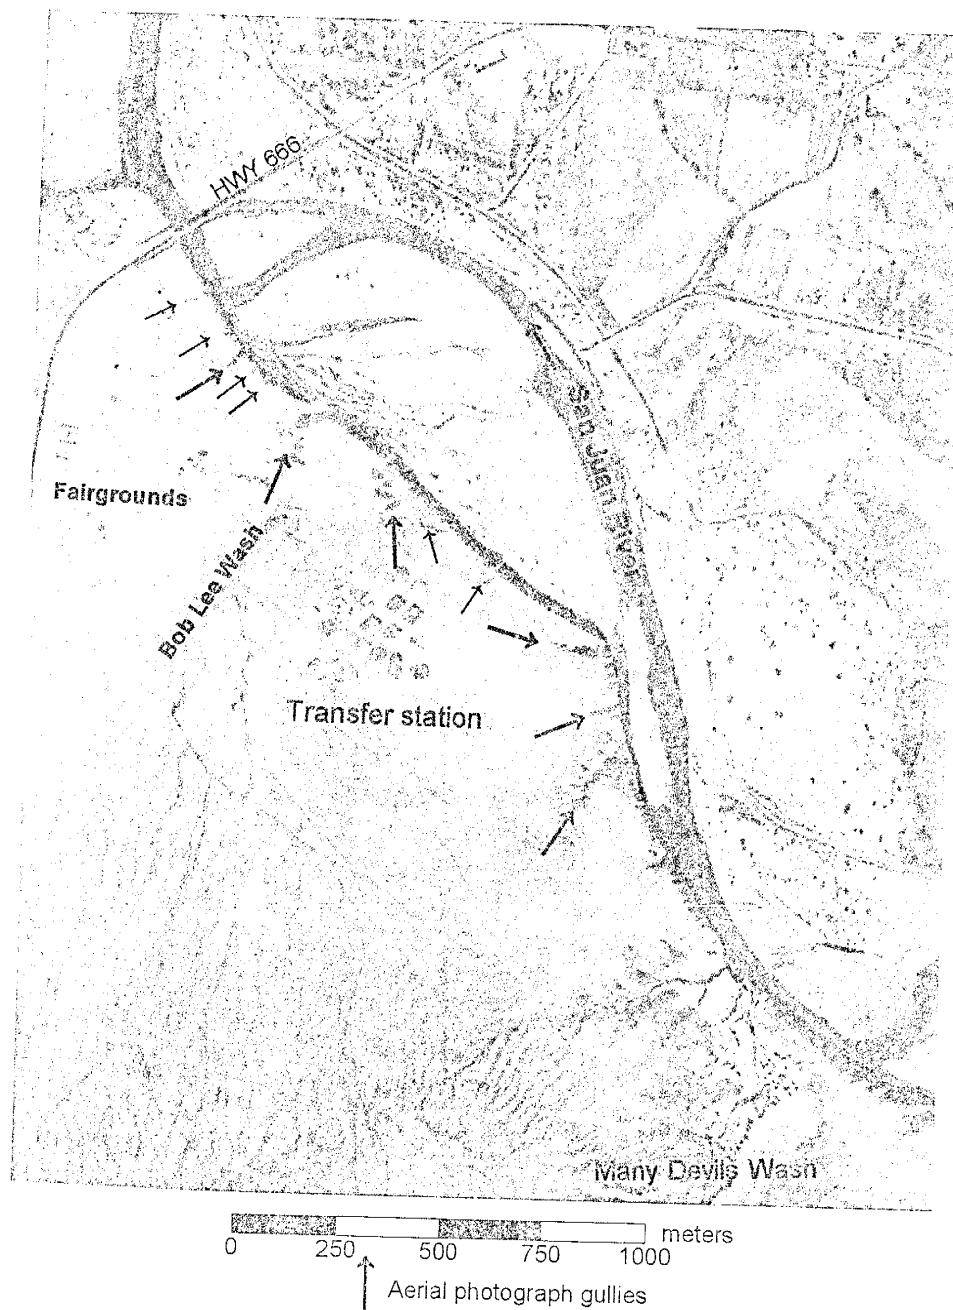 HWY 666
San Juan River
Fairgrounds
Bob Lee Wash
Transfer station
Many Devils Wash
meters
0 250 500 750 1000
Aerial photograph gullies